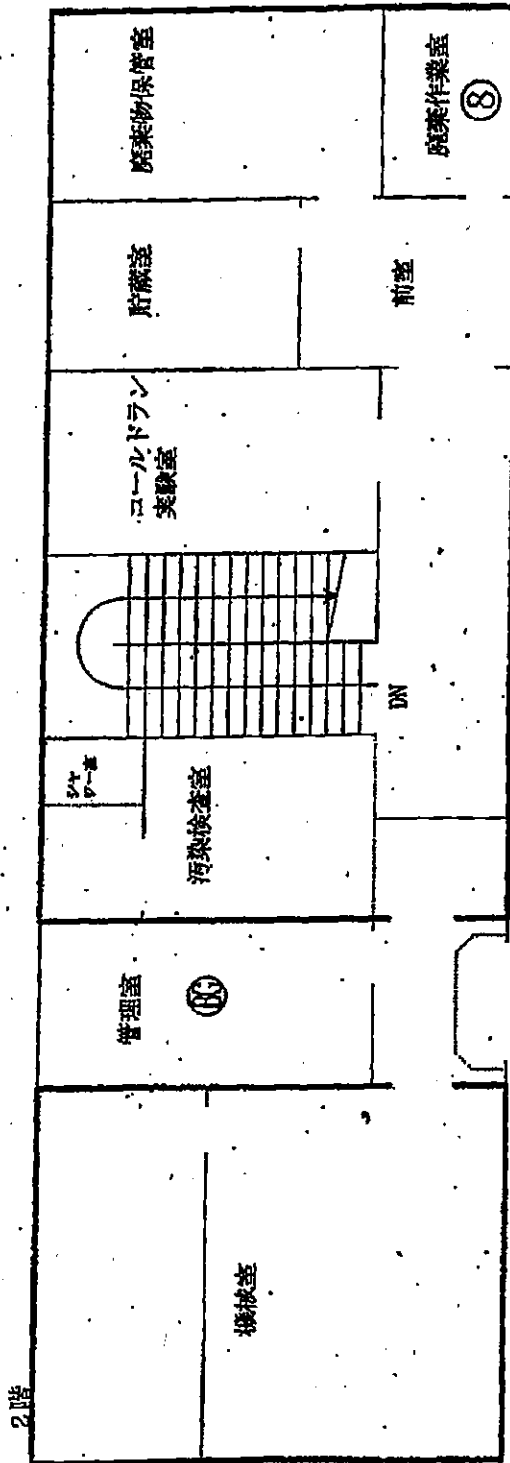 2階
機械室
管理室
BG
汚染検査室
シャ
ワー室
DN
コールドラン
実験室
貯蔵室
前室
廃棄物保管室
廃棄作業室
⑧